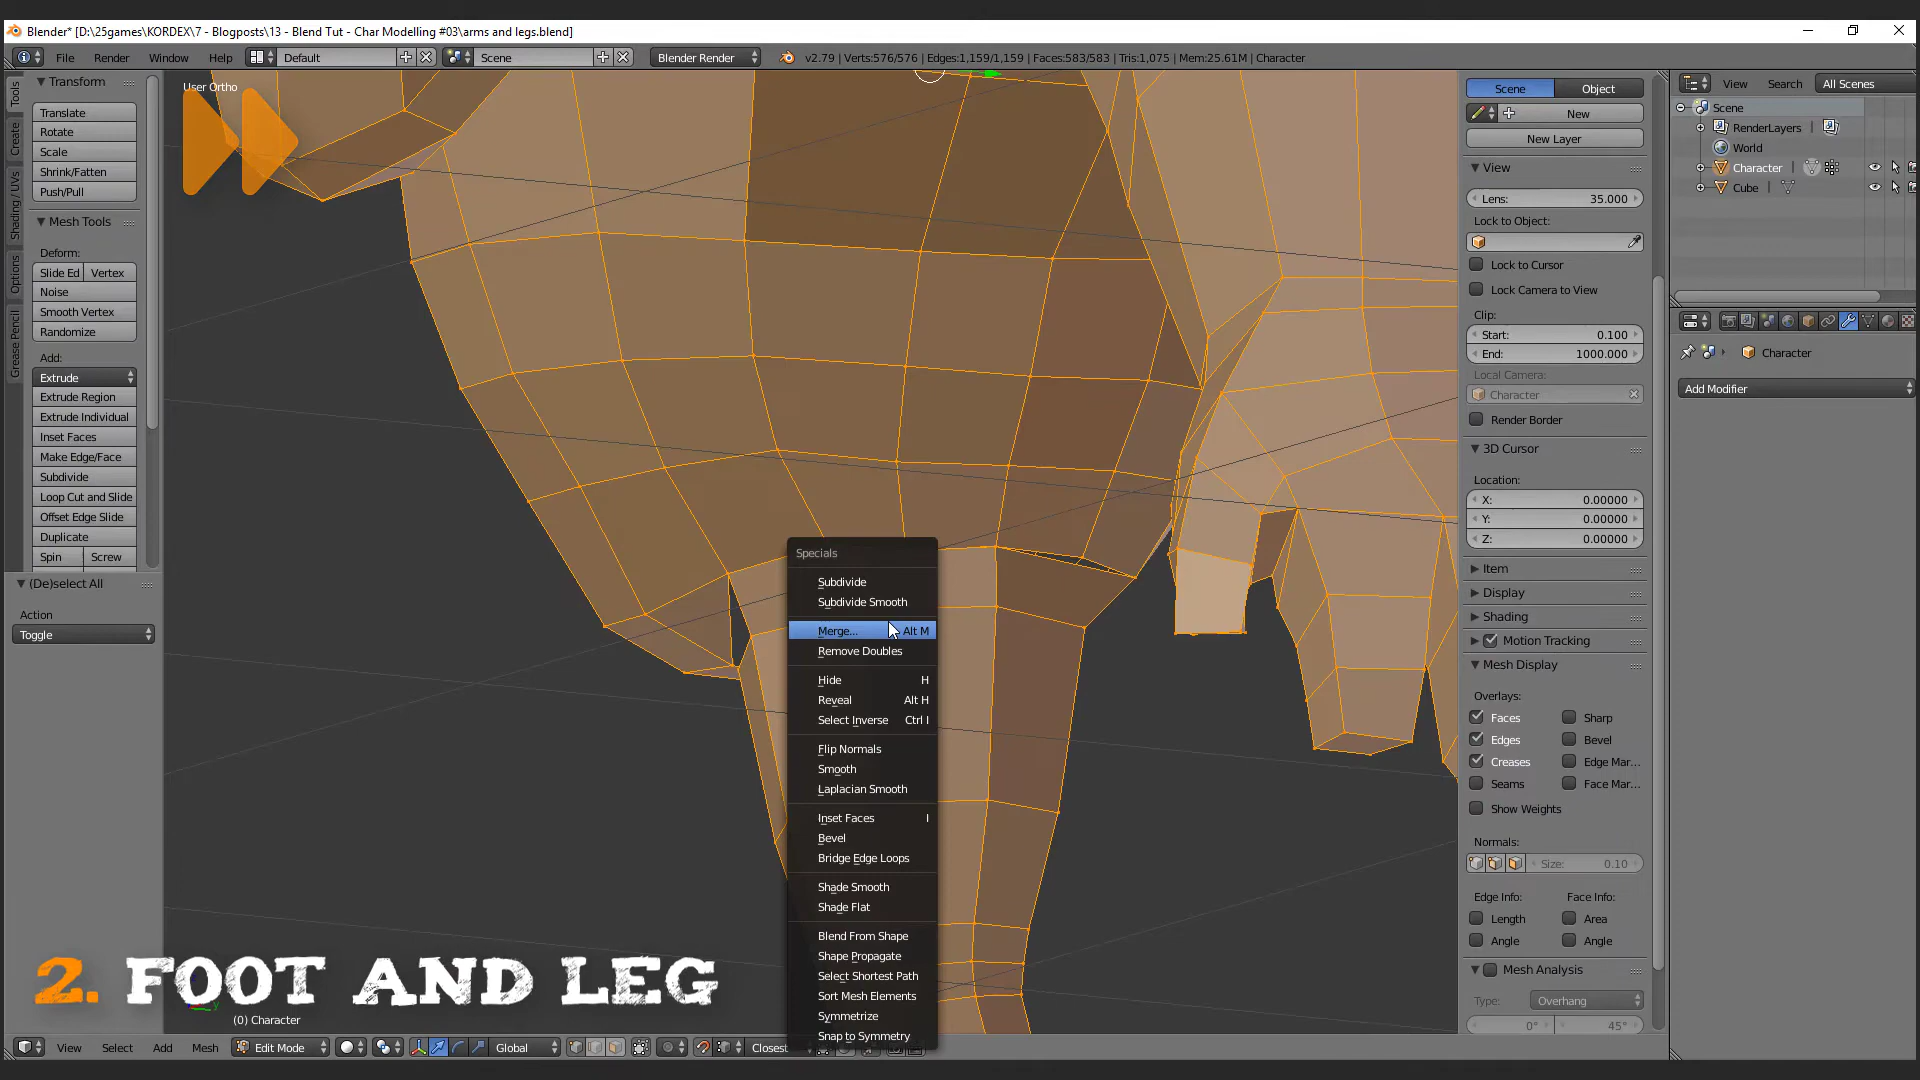 Blender* [D:\25games\KORDEX\7 - Blogposts\13 - Blend Tut - Char Modelling #03\arms and legs.blend]
File Render Window Help Default Scene Blender Render v2.79 | Verts:576/576 | Edges:1,159/1,159 | Faces:583/583 | Tris:1,075 | Mem:25.61M | Character
Tools
Create
Shading / UVs
Options
Grease Pencil
Transform
Translate
Rotate
Scale
Shrink/Fatten
Push/Pull
Mesh Tools
Deform:
Slide Ed Vertex
Noise
Smooth Vertex
Randomize
Add:
Extrude
Extrude Region
Extrude Individual
Inset Faces
Make Edge/Face
Subdivide
Loop Cut and Slide
Offset Edge Slide
Duplicate
Spin Screw
(De)select All
Action
Toggle
User Ortho
Specials
Subdivide
Subdivide Smooth
Merge... Alt M
Remove Doubles
Hide H
Reveal Alt H
Select Inverse Ctrl I
Flip Normals
Smooth
Laplacian Smooth
Inset Faces I
Bevel
Bridge Edge Loops
Shade Smooth
Shade Flat
Blend From Shape
Shape Propagate
Select Shortest Path
Sort Mesh Elements
Symmetrize
Snap to Symmetry
2. FOOT AND LEG
(0) Character
View Select Add Mesh Edit Mode Global Closest
Scene Object
New
New Layer
View
Lens: 35.000
Lock to Object:
Lock to Cursor
Lock Camera to View
Clip:
Start: 0.100
End: 1000.000
Local Camera:
Character
Render Border
3D Cursor
Location:
X: 0.00000
Y: 0.00000
Z: 0.00000
Item
Display
Shading
Motion Tracking
Mesh Display
Overlays:
Faces Sharp
Edges Bevel
Creases Edge Mar...
Seams Face Mar...
Show Weights
Normals:
Size: 0.10
Edge Info: Face Info:
Length Area
Angle Angle
Mesh Analysis
Type: Overhang
0° 45°
View Search All Scenes
Scene
RenderLayers
World
Character
Cube
Character
Add Modifier